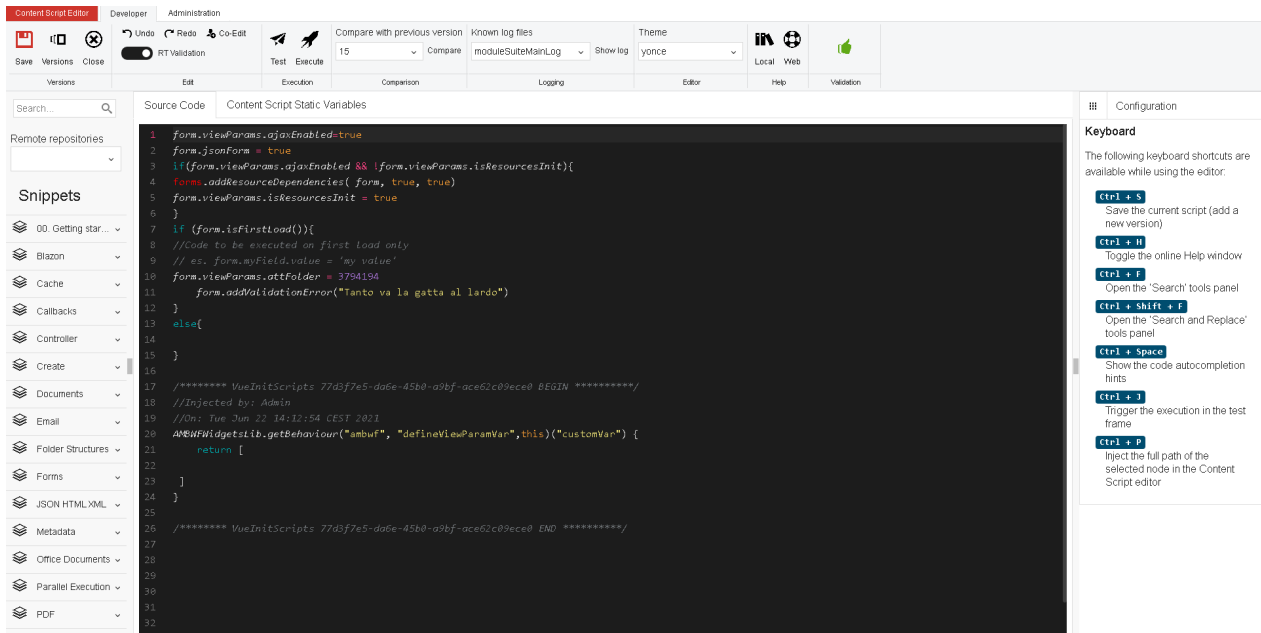 Content Script Editor Developer Administration
Undo Redo Co-Edit Compare with previous version Known log files Theme
RT Validation 15 Compare moduleSuiteMainLog Show log yonce
Save Versions Close Test Execute Local Web
Versions Edit Execution Comparison Logging Editor Help Validation
Search...
Remote repositories
Snippets
00. Getting star...
Blazon
Cache
Callbacks
Controller
Create
Documents
Email
Folder Structures
Forms
JSON HTML XML
Metadata
Office Documents
Parallel Execution
PDF
Source Code Content Script Static Variables
1 form.viewParams.ajaxEnabled=true
2 form.jsonForm = true
3 if(form.viewParams.ajaxEnabled && !form.viewParams.isResourcesInit){
4 forms.addResourceDependencies( form, true, true)
5 form.viewParams.isResourcesInit = true
6 }
7 if (form.isFirstLoad()){
8 //Code to be executed on first load only
9 // es. form.myField.value = 'my value'
10 form.viewParams.attFolder = 3794194
11 form.addValidationError("Tanto va la gatta al lardo")
12 }
13 else{
14
15 }
16
17 /******** VueInitScripts 77d3f7e5-da6e-45b0-a9bf-ace62c09ece0 BEGIN **********/
18 //Injected by: Admin
19 //On: Tue Jun 22 14:12:54 CEST 2021
20 AMBWFWidgetsLib.getBehaviour("ambwf", "defineViewParamVar",this)("customVar") {
21 return [
22
23 ]
24 }
25
26 /******** VueInitScripts 77d3f7e5-da6e-45b0-a9bf-ace62c09ece0 END **********/
27
28
29
30
31
32
Configuration
Keyboard
The following keyboard shortcuts are
available while using the editor:
Ctrl + S
Save the current script (add a
new version)
Ctrl + H
Toggle the online Help window
Ctrl + F
Open the 'Search' tools panel
Ctrl + Shift + F
Open the 'Search and Replace'
tools panel
Ctrl + Space
Show the code autocompletion
hints
Ctrl + J
Trigger the execution in the test
frame
Ctrl + P
Inject the full path of the
selected node in the Content
Script editor